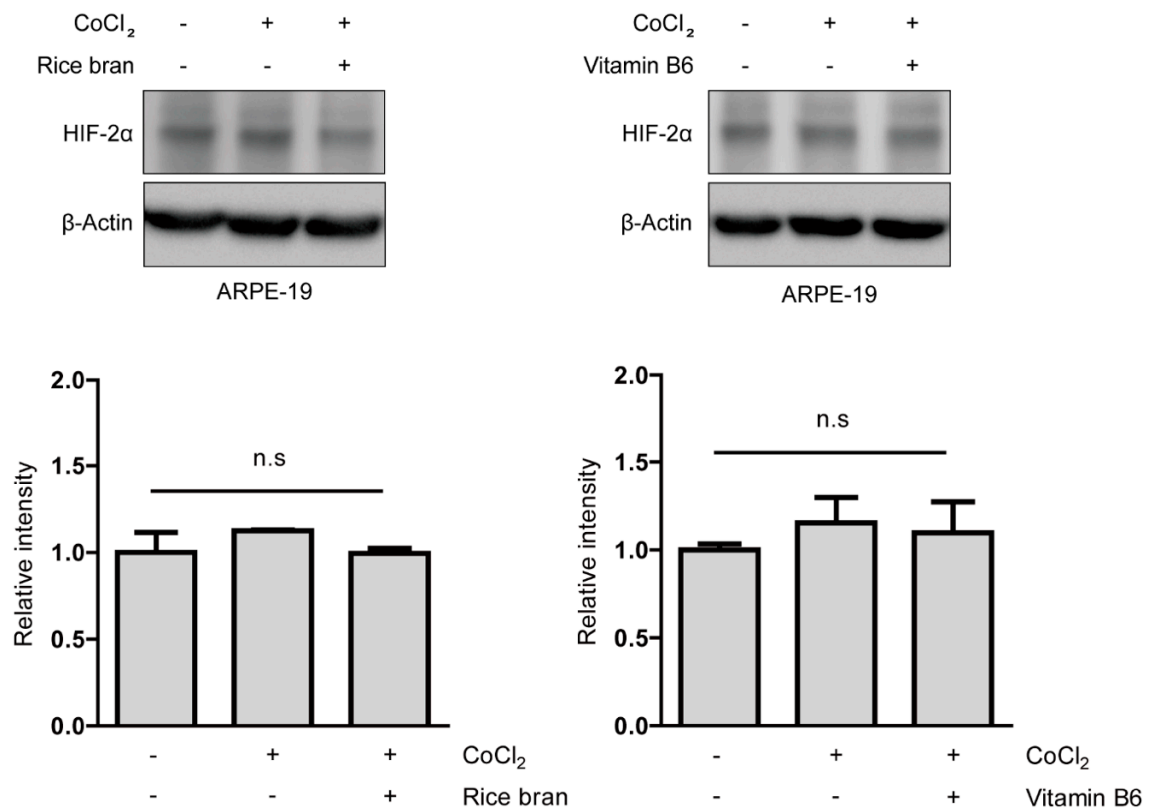 CoCl₂ - + +
Rice bran - - +
HIF-2α
β-Actin
ARPE-19
CoCl₂ - + +
Vitamin B6 - - +
HIF-2α
β-Actin
ARPE-19
2.0
1.5
1.0
0.5
0.0
Relative intensity
n.s
- + + CoCl₂
- - + Rice bran
2.0
1.5
1.0
0.5
0.0
Relative intensity
n.s
- + + CoCl₂
- - + Vitamin B6